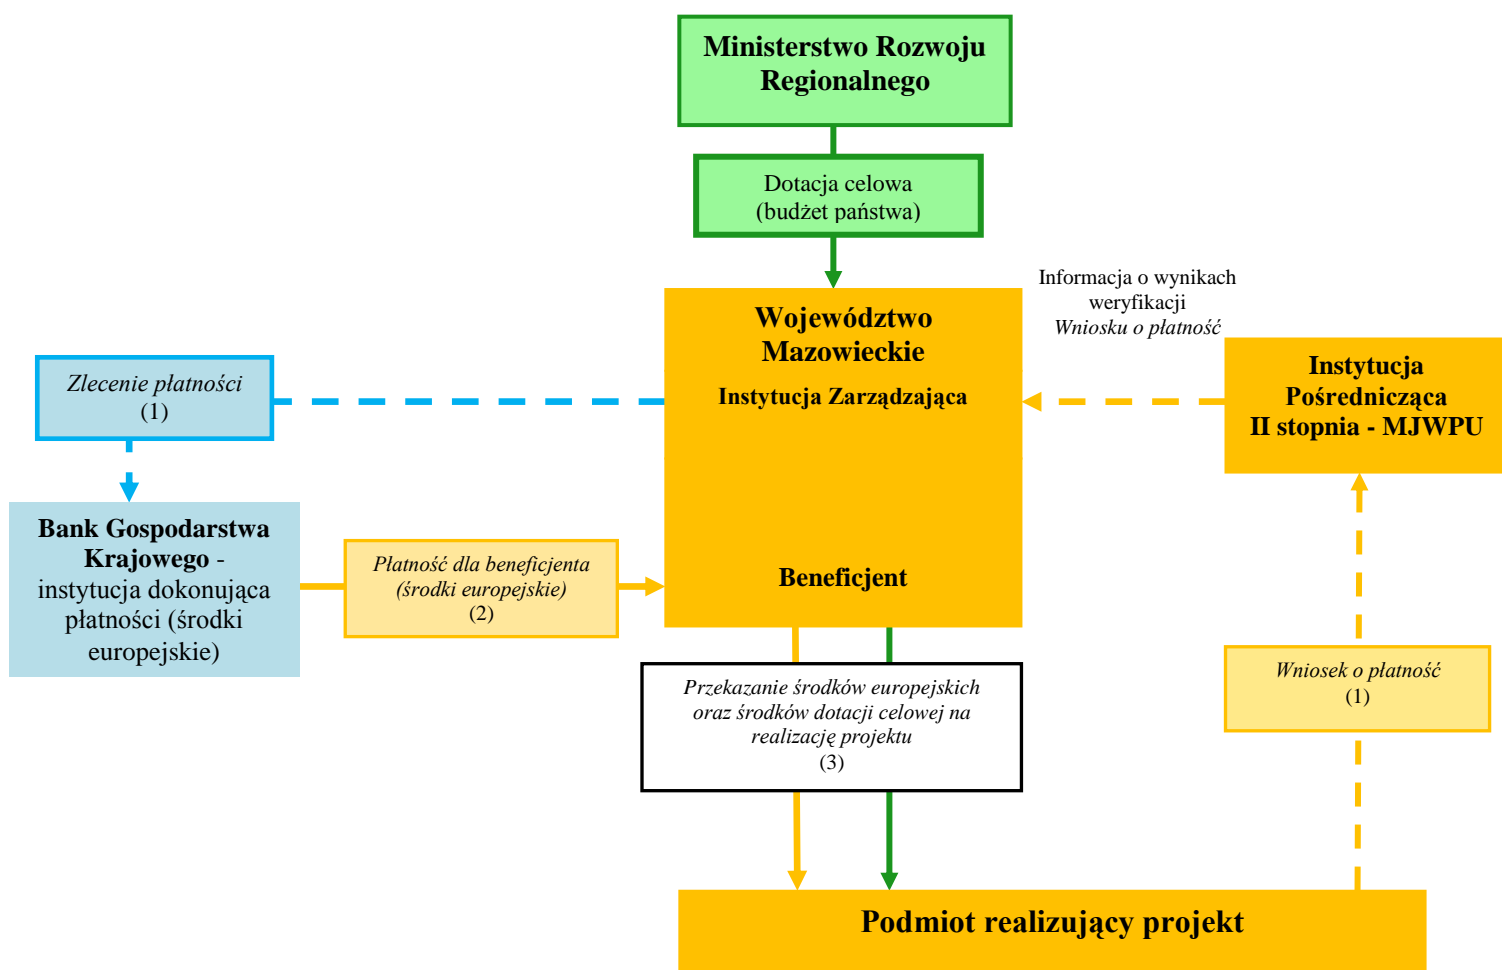 Ministerstwo Rozwoju
Regionalnego
Dotacja celowa
(budżet państwa)
Informacja o wynikach
weryfikacji
Wniosku o płatność
Województwo
Mazowieckie
Instytucja Zarządzająca
Beneficjent
Instytucja
Pośrednicząca
II stopnia - MJWPU
Zlecenie płatności
(1)
Bank Gospodarstwa
Krajowego -
instytucja dokonująca
płatności (środki
europejskie)
Płatność dla beneficjenta
(środki europejskie)
(2)
Przekazanie środków europejskich
oraz środków dotacji celowej na
realizację projektu
(3)
Wniosek o płatność
(1)
Podmiot realizujący projekt